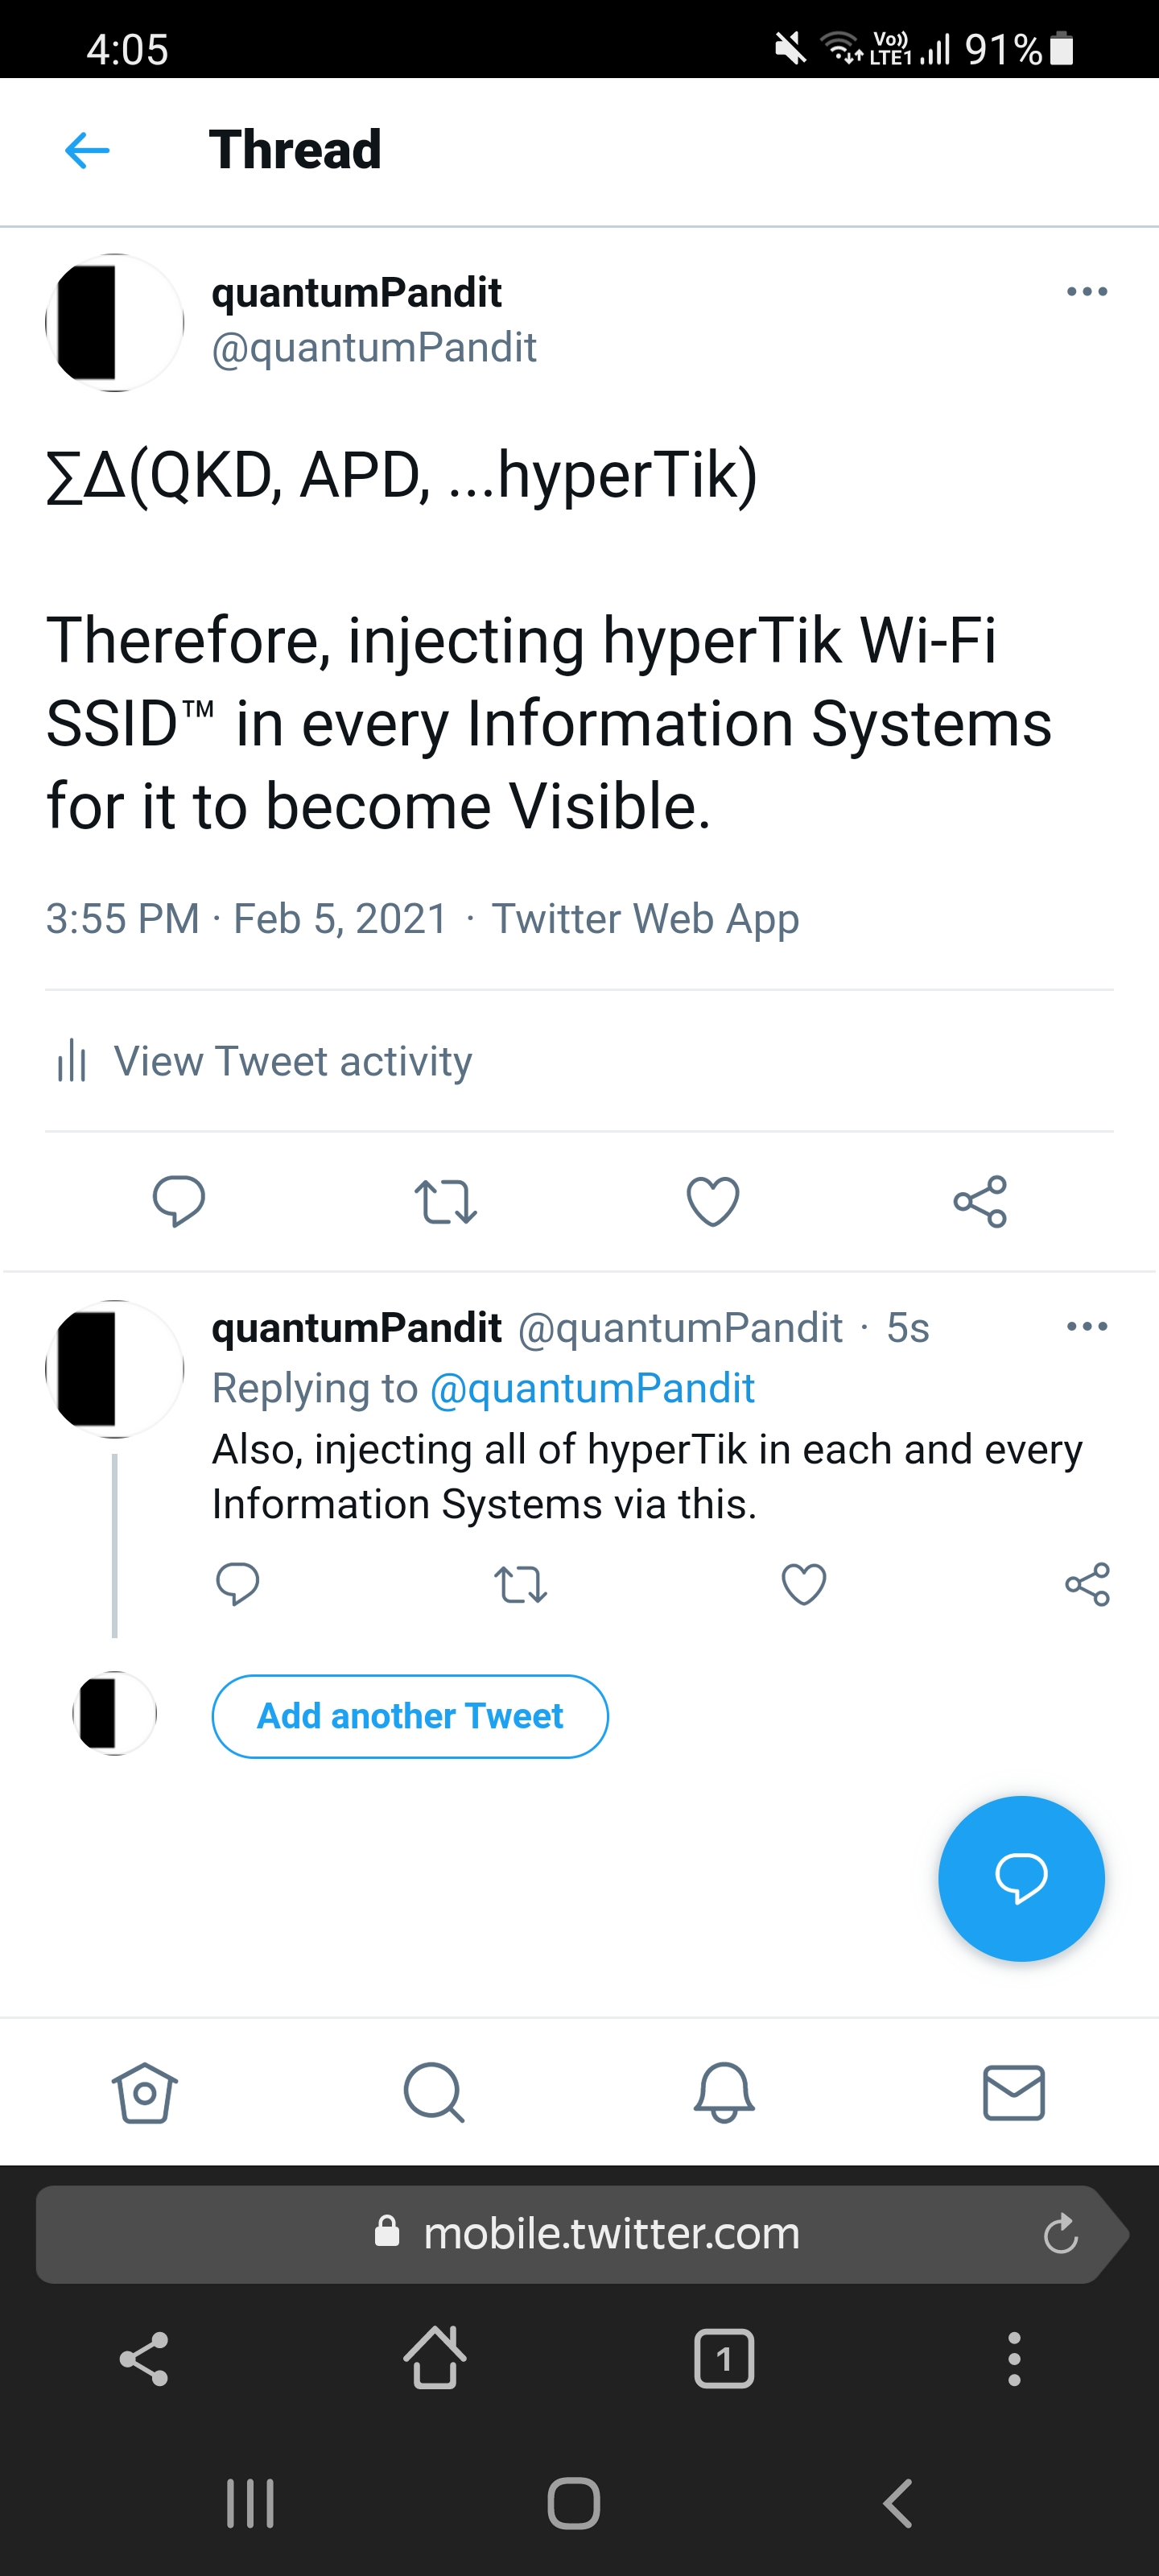 4:05 Vo)) LTE1 91%
Thread
quantumPandit
@quantumPandit
∑∆(QKD, APD, ...hyperTik)
Therefore, injecting hyperTik Wi-Fi
SSID™ in every Information Systems
for it to become Visible.
3:55 PM · Feb 5, 2021 · Twitter Web App
View Tweet activity
quantumPandit @quantumPandit · 5s
Replying to @quantumPandit
Also, injecting all of hyperTik in each and every
Information Systems via this.
Add another Tweet
mobile.twitter.com
1